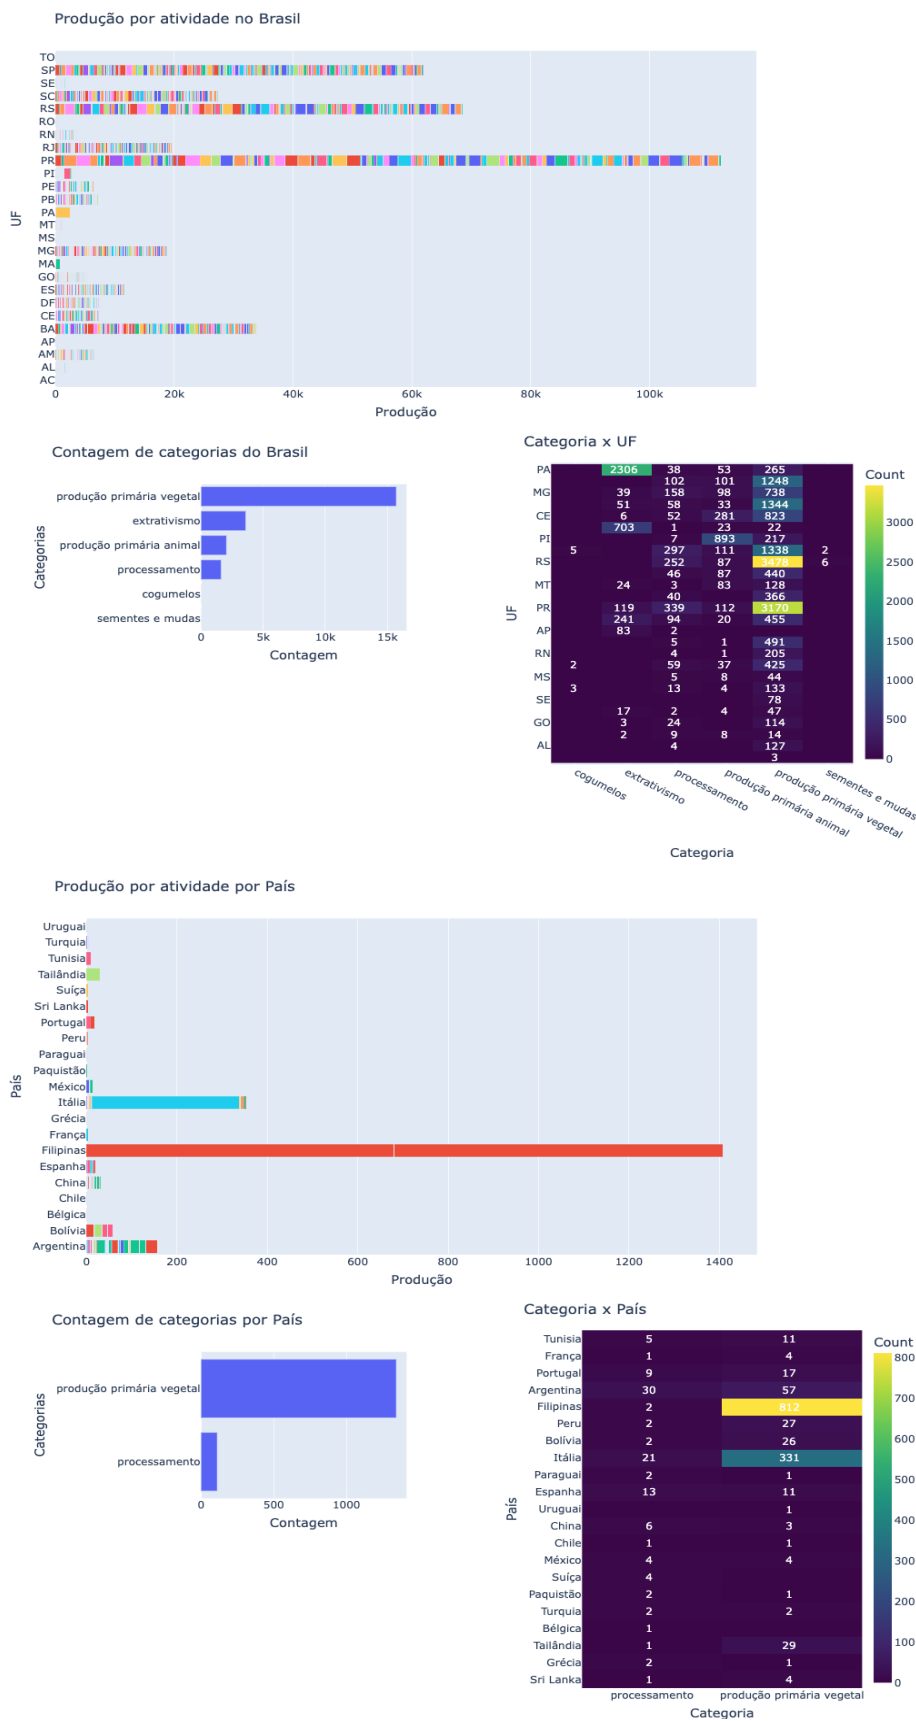 Produção por atividade no Brasil
TO
SP
SE
SC
RS
RO
RN
RJ
PR
PI
PE
PB
PA
MT
MS
MG
MA
GO
ES
DF
CE
BA
AP
AM
AL
AC
UF
0 20k 40k 60k 80k 100k
Produção
Contagem de categorias do Brasil
Categorias
produção primária vegetal
extrativismo
produção primária animal
processamento
cogumelos
sementes e mudas
0 5k 10k 15k
Contagem
Categoria x UF
UF
PA 2306 38 53 265
102 101 1248
MG 39 158 98 738
51 58 33 1344
CE 6 52 281 823
703 1 23 22
PI 7 893 217
5 297 111 1338 2
RS 252 87 3478 6
46 87 440
MT 24 3 83 128
40 366
PR 119 339 112 3170
241 94 20 455
AP 83 2
5 1 491
RN 4 1 205
2 59 37 425
MS 5 8 44
3 13 4 133
SE 78
17 2 4 47
GO 3 24 114
2 9 8 14
AL 4 127
3
cogumelos
extrativismo
processamento
produção primária animal
produção primária vegetal
sementes e mudas
Categoria
Count
3000
2500
2000
1500
1000
500
0
Produção por atividade por País
Uruguai
Turquia
Tunisia
Tailândia
Suíça
Sri Lanka
Portugal
Peru
Paraguai
Paquistão
México
Itália
Grécia
França
Filipinas
Espanha
China
Chile
Bélgica
Bolívia
Argentina
País
0 200 400 600 800 1000 1200 1400
Produção
Contagem de categorias por País
Categorias
produção primária vegetal
processamento
0 500 1000
Contagem
Categoria x País
País
Tunisia 5 11
França 1 4
Portugal 9 17
Argentina 30 57
Filipinas 2 812
Peru 2 27
Bolívia 2 26
Itália 21 331
Paraguai 2 1
Espanha 13 11
Uruguai 1
China 6 3
Chile 1 1
México 4 4
Suíça 4
Paquistão 2 1
Turquia 2 2
Bélgica 1
Tailândia 1 29
Grécia 2 1
Sri Lanka 1 4
processamento produção primária vegetal
Categoria
Count
800
700
600
500
400
300
200
100
0